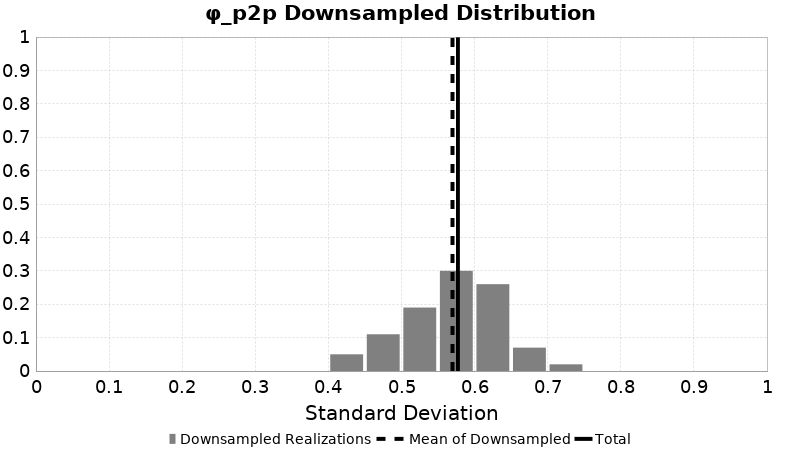 φ_p2p Downsampled Distribution
1
0.9
0.8
0.7
0.6
0.5
0.4
0.3
0.2
0.1
0
0 0.1 0.2 0.3 0.4 0.5 0.6 0.7 0.8 0.9 1
Standard Deviation
Downsampled Realizations Mean of Downsampled Total